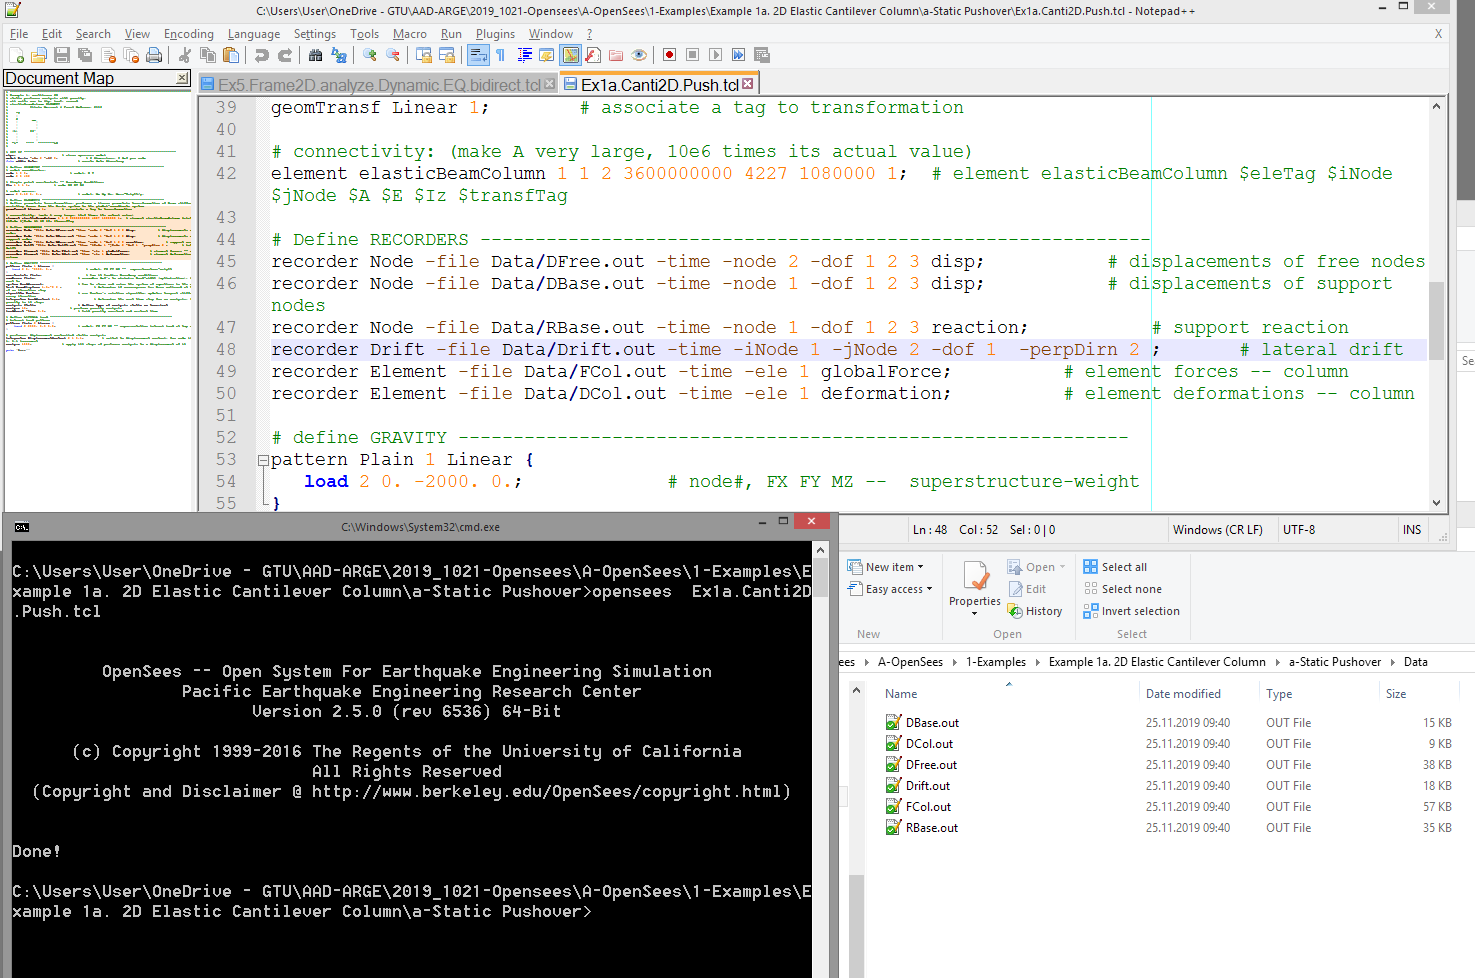 C:\Users\User\OneDrive - GTU\AAD-ARGE\2019_1021-Opensees\A-OpenSees\1-Examples\Example 1a. 2D Elastic Cantilever Column\a-Static Pushover\Ex1a.Canti2D.Push.tcl - Notepad++
File Edit Search View Encoding Language Settings Tools Macro Run Plugins Window ? X
Document Map
Ex5.Frame2D.analyze.Dynamic.EQ.bidirect.tcl Ex1a.Canti2D.Push.tcl
39 geomTransf Linear 1; # associate a tag to transformation
40
41 # connectivity: (make A very large, 10e6 times its actual value)
42 element elasticBeamColumn 1 1 2 3600000000 4227 1080000 1; # element elasticBeamColumn $eleTag $iNode
$jNode $A $E $Iz $transfTag
43
44 # Define RECORDERS -------------------------------------------------------------
45 recorder Node -file Data/DFree.out -time -node 2 -dof 1 2 3 disp; # displacements of free nodes
46 recorder Node -file Data/DBase.out -time -node 1 -dof 1 2 3 disp; # displacements of support
nodes
47 recorder Node -file Data/RBase.out -time -node 1 -dof 1 2 3 reaction; # support reaction
48 recorder Drift -file Data/Drift.out -time -iNode 1 -jNode 2 -dof 1 -perpDirn 2 ; # lateral drift
49 recorder Element -file Data/FCol.out -time -ele 1 globalForce; # element forces -- column
50 recorder Element -file Data/DCol.out -time -ele 1 deformation; # element deformations -- column
51
52 # define GRAVITY -------------------------------------------------------------
53 pattern Plain 1 Linear {
54 load 2 0. -2000. 0.; # node#, FX FY MZ -- superstructure-weight
55 }
Ln : 48 Col : 52 Sel : 0 | 0 Windows (CR LF) UTF-8 INS
C:\Windows\System32\cmd.exe
C:\Users\User\OneDrive - GTU\AAD-ARGE\2019_1021-Opensees\A-OpenSees\1-Examples\E
xample 1a. 2D Elastic Cantilever Column\a-Static Pushover>opensees Ex1a.Canti2D
.Push.tcl
OpenSees -- Open System For Earthquake Engineering Simulation
Pacific Earthquake Engineering Research Center
Version 2.5.0 (rev 6536) 64-Bit
(c) Copyright 1999-2016 The Regents of the University of California
All Rights Reserved
(Copyright and Disclaimer @ http://www.berkeley.edu/OpenSees/copyright.html)
Done!
C:\Users\User\OneDrive - GTU\AAD-ARGE\2019_1021-Opensees\A-OpenSees\1-Examples\E
xample 1a. 2D Elastic Cantilever Column\a-Static Pushover>
New item Open Select all
Easy access Properties Edit Select none
History Invert selection
New Open Select
ees A-OpenSees 1-Examples Example 1a. 2D Elastic Cantilever Column a-Static Pushover Data
Name Date modified Type Size
DBase.out 25.11.2019 09:40 OUT File 15 KB
DCol.out 25.11.2019 09:40 OUT File 9 KB
DFree.out 25.11.2019 09:40 OUT File 38 KB
Drift.out 25.11.2019 09:40 OUT File 18 KB
FCol.out 25.11.2019 09:40 OUT File 57 KB
RBase.out 25.11.2019 09:40 OUT File 35 KB
Se